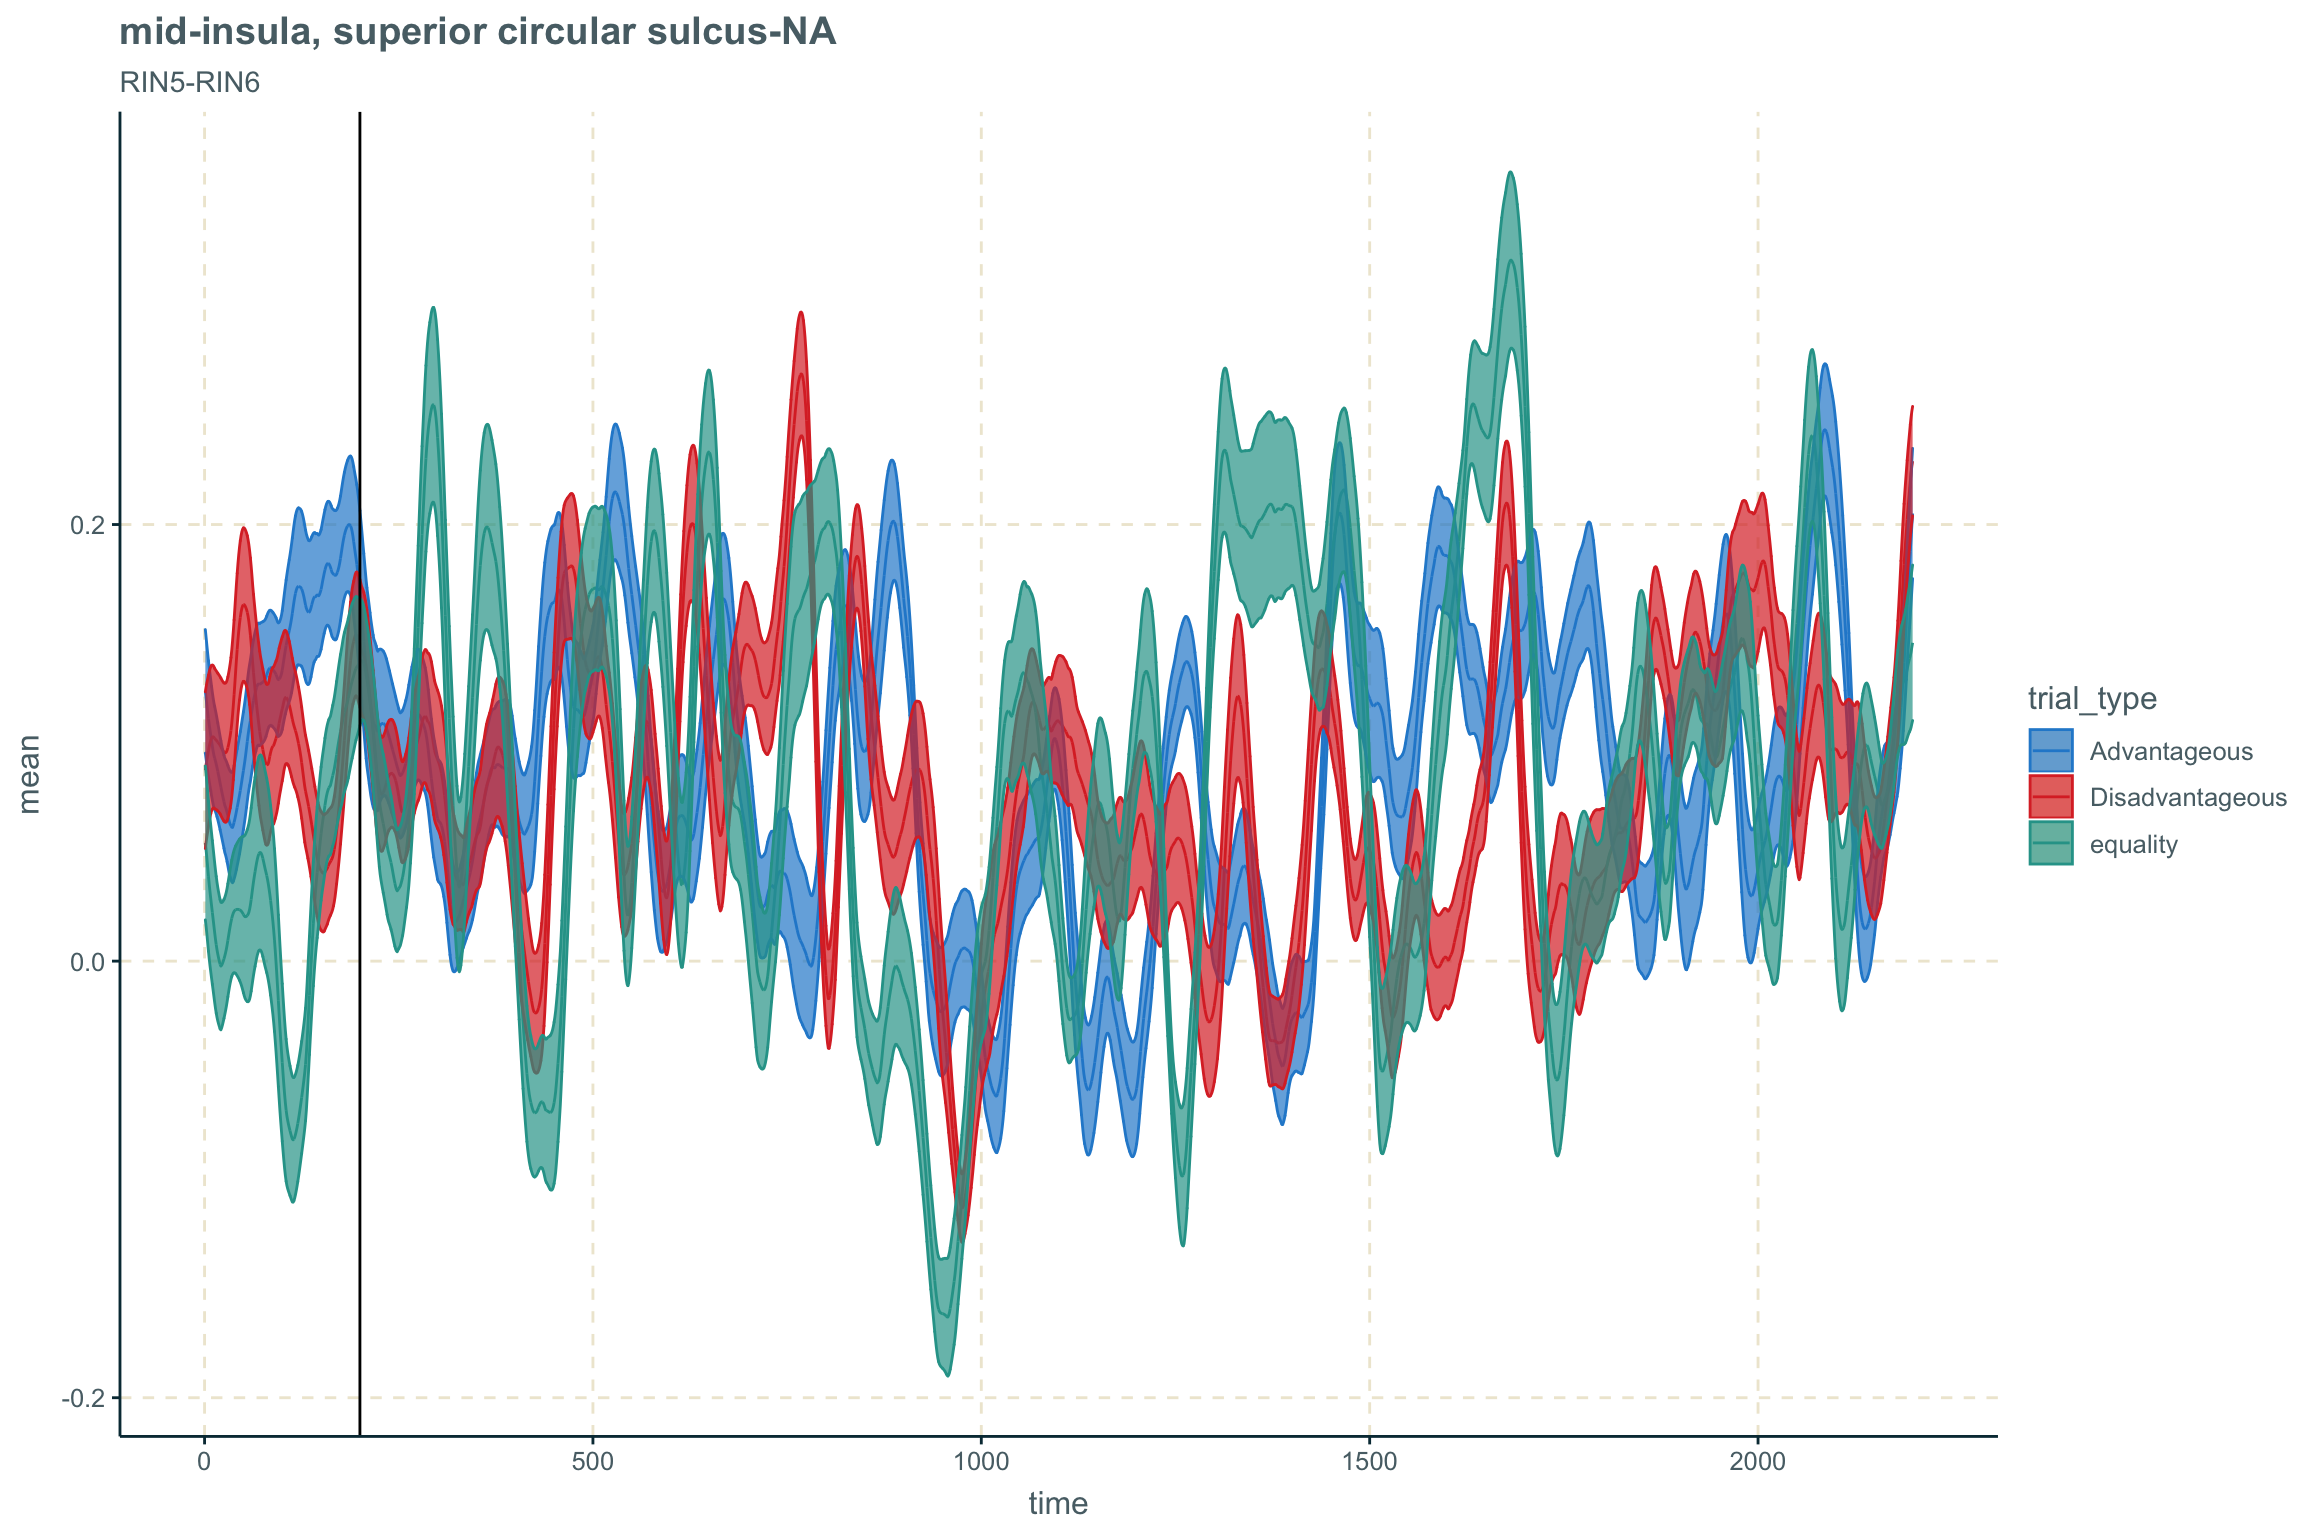 mid-insula, superior circular sulcus-NA
RIN5-RIN6
mean
0.2
0.0
-0.2
0
500
1000
1500
2000
time
trial_type
Advantageous
Disadvantageous
equality